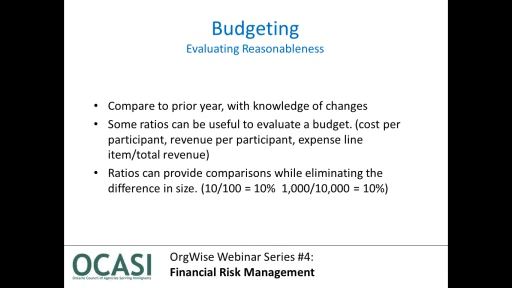 Budgeting
Evaluating Reasonableness
• Compare to prior year, with knowledge of changes
• Some ratios can be useful to evaluate a budget. (cost per
participant, revenue per participant, expense line
item/total revenue)
• Ratios can provide comparisons while eliminating the
difference in size. (10/100 = 10%  1,000/10,000 = 10%)
OCASI
Ontario Council of Agencies Serving Immigrants
OrgWise Webinar Series #4:
Financial Risk Management